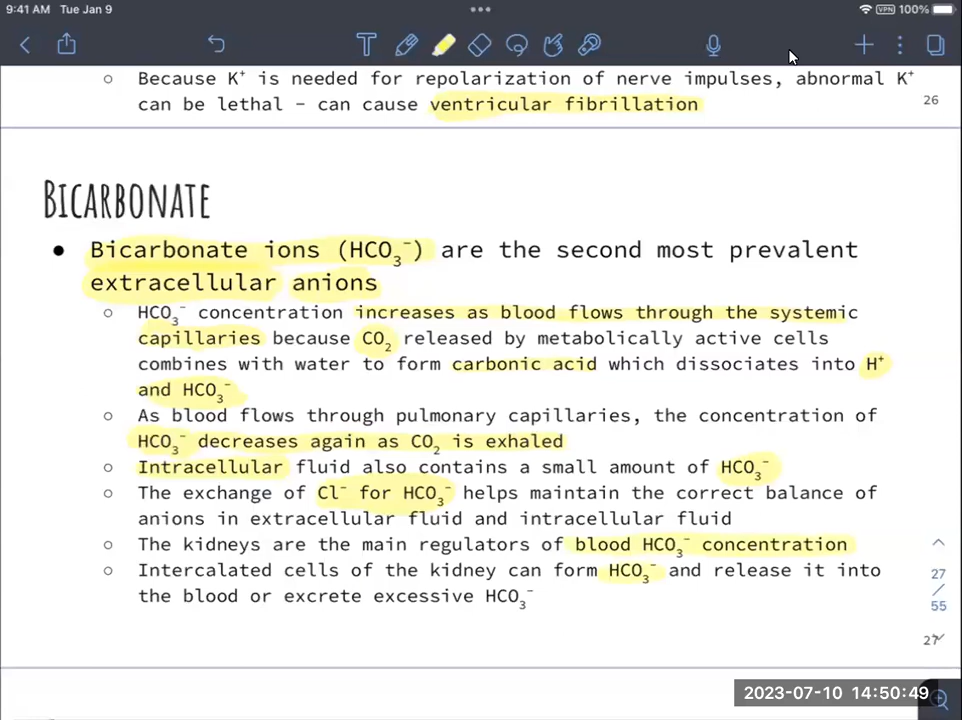 9:41 AM Tue Jan 9
VPN 100%
Because K⁺ is needed for repolarization of nerve impulses, abnormal K⁺
can be lethal – can cause ventricular fibrillation
26
BICARBONATE
● Bicarbonate ions (HCO₃⁻) are the second most prevalent
extracellular anions
○ HCO₃⁻ concentration increases as blood flows through the systemic
capillaries because CO₂ released by metabolically active cells
combines with water to form carbonic acid which dissociates into H⁺
and HCO₃⁻
○ As blood flows through pulmonary capillaries, the concentration of
HCO₃⁻ decreases again as CO₂ is exhaled
○ Intracellular fluid also contains a small amount of HCO₃⁻
○ The exchange of Cl⁻ for HCO₃⁻ helps maintain the correct balance of
anions in extracellular fluid and intracellular fluid
○ The kidneys are the main regulators of blood HCO₃⁻ concentration
○ Intercalated cells of the kidney can form HCO₃⁻ and release it into
the blood or excrete excessive HCO₃⁻
27
/
55
27
2023-07-10 14:50:49